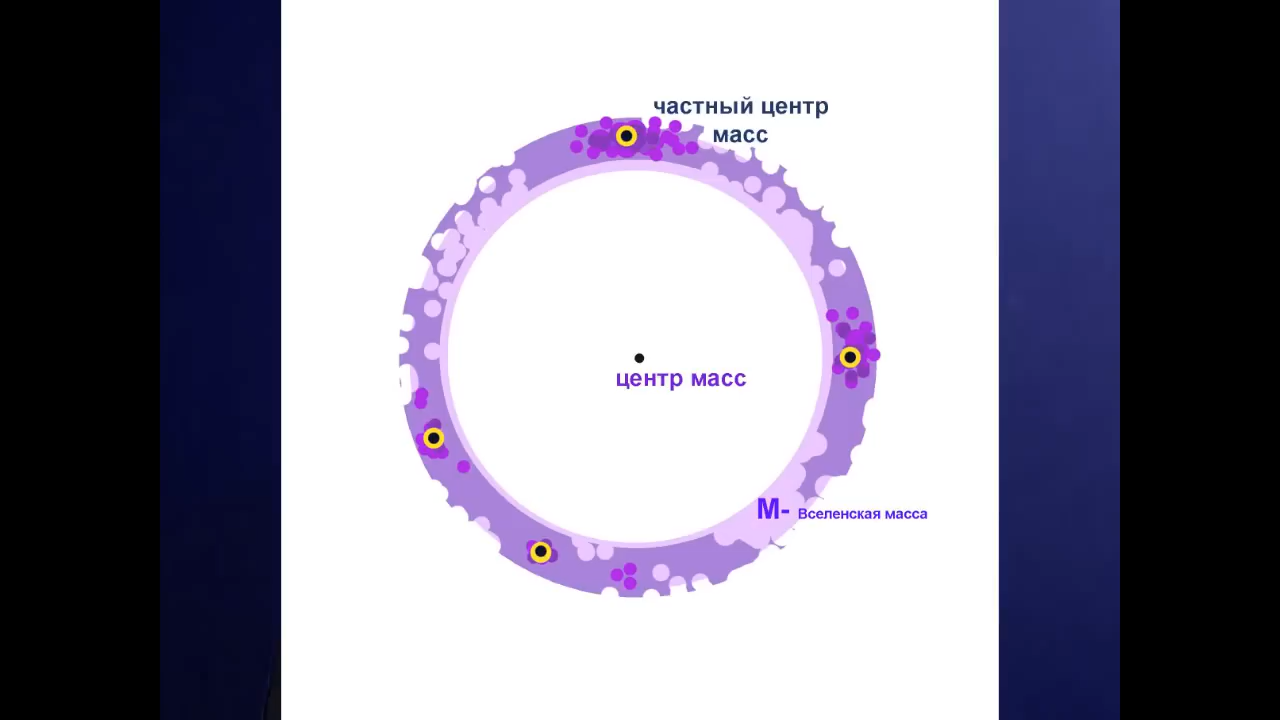 частный центр
масс
центр масс
М- Вселенская масса